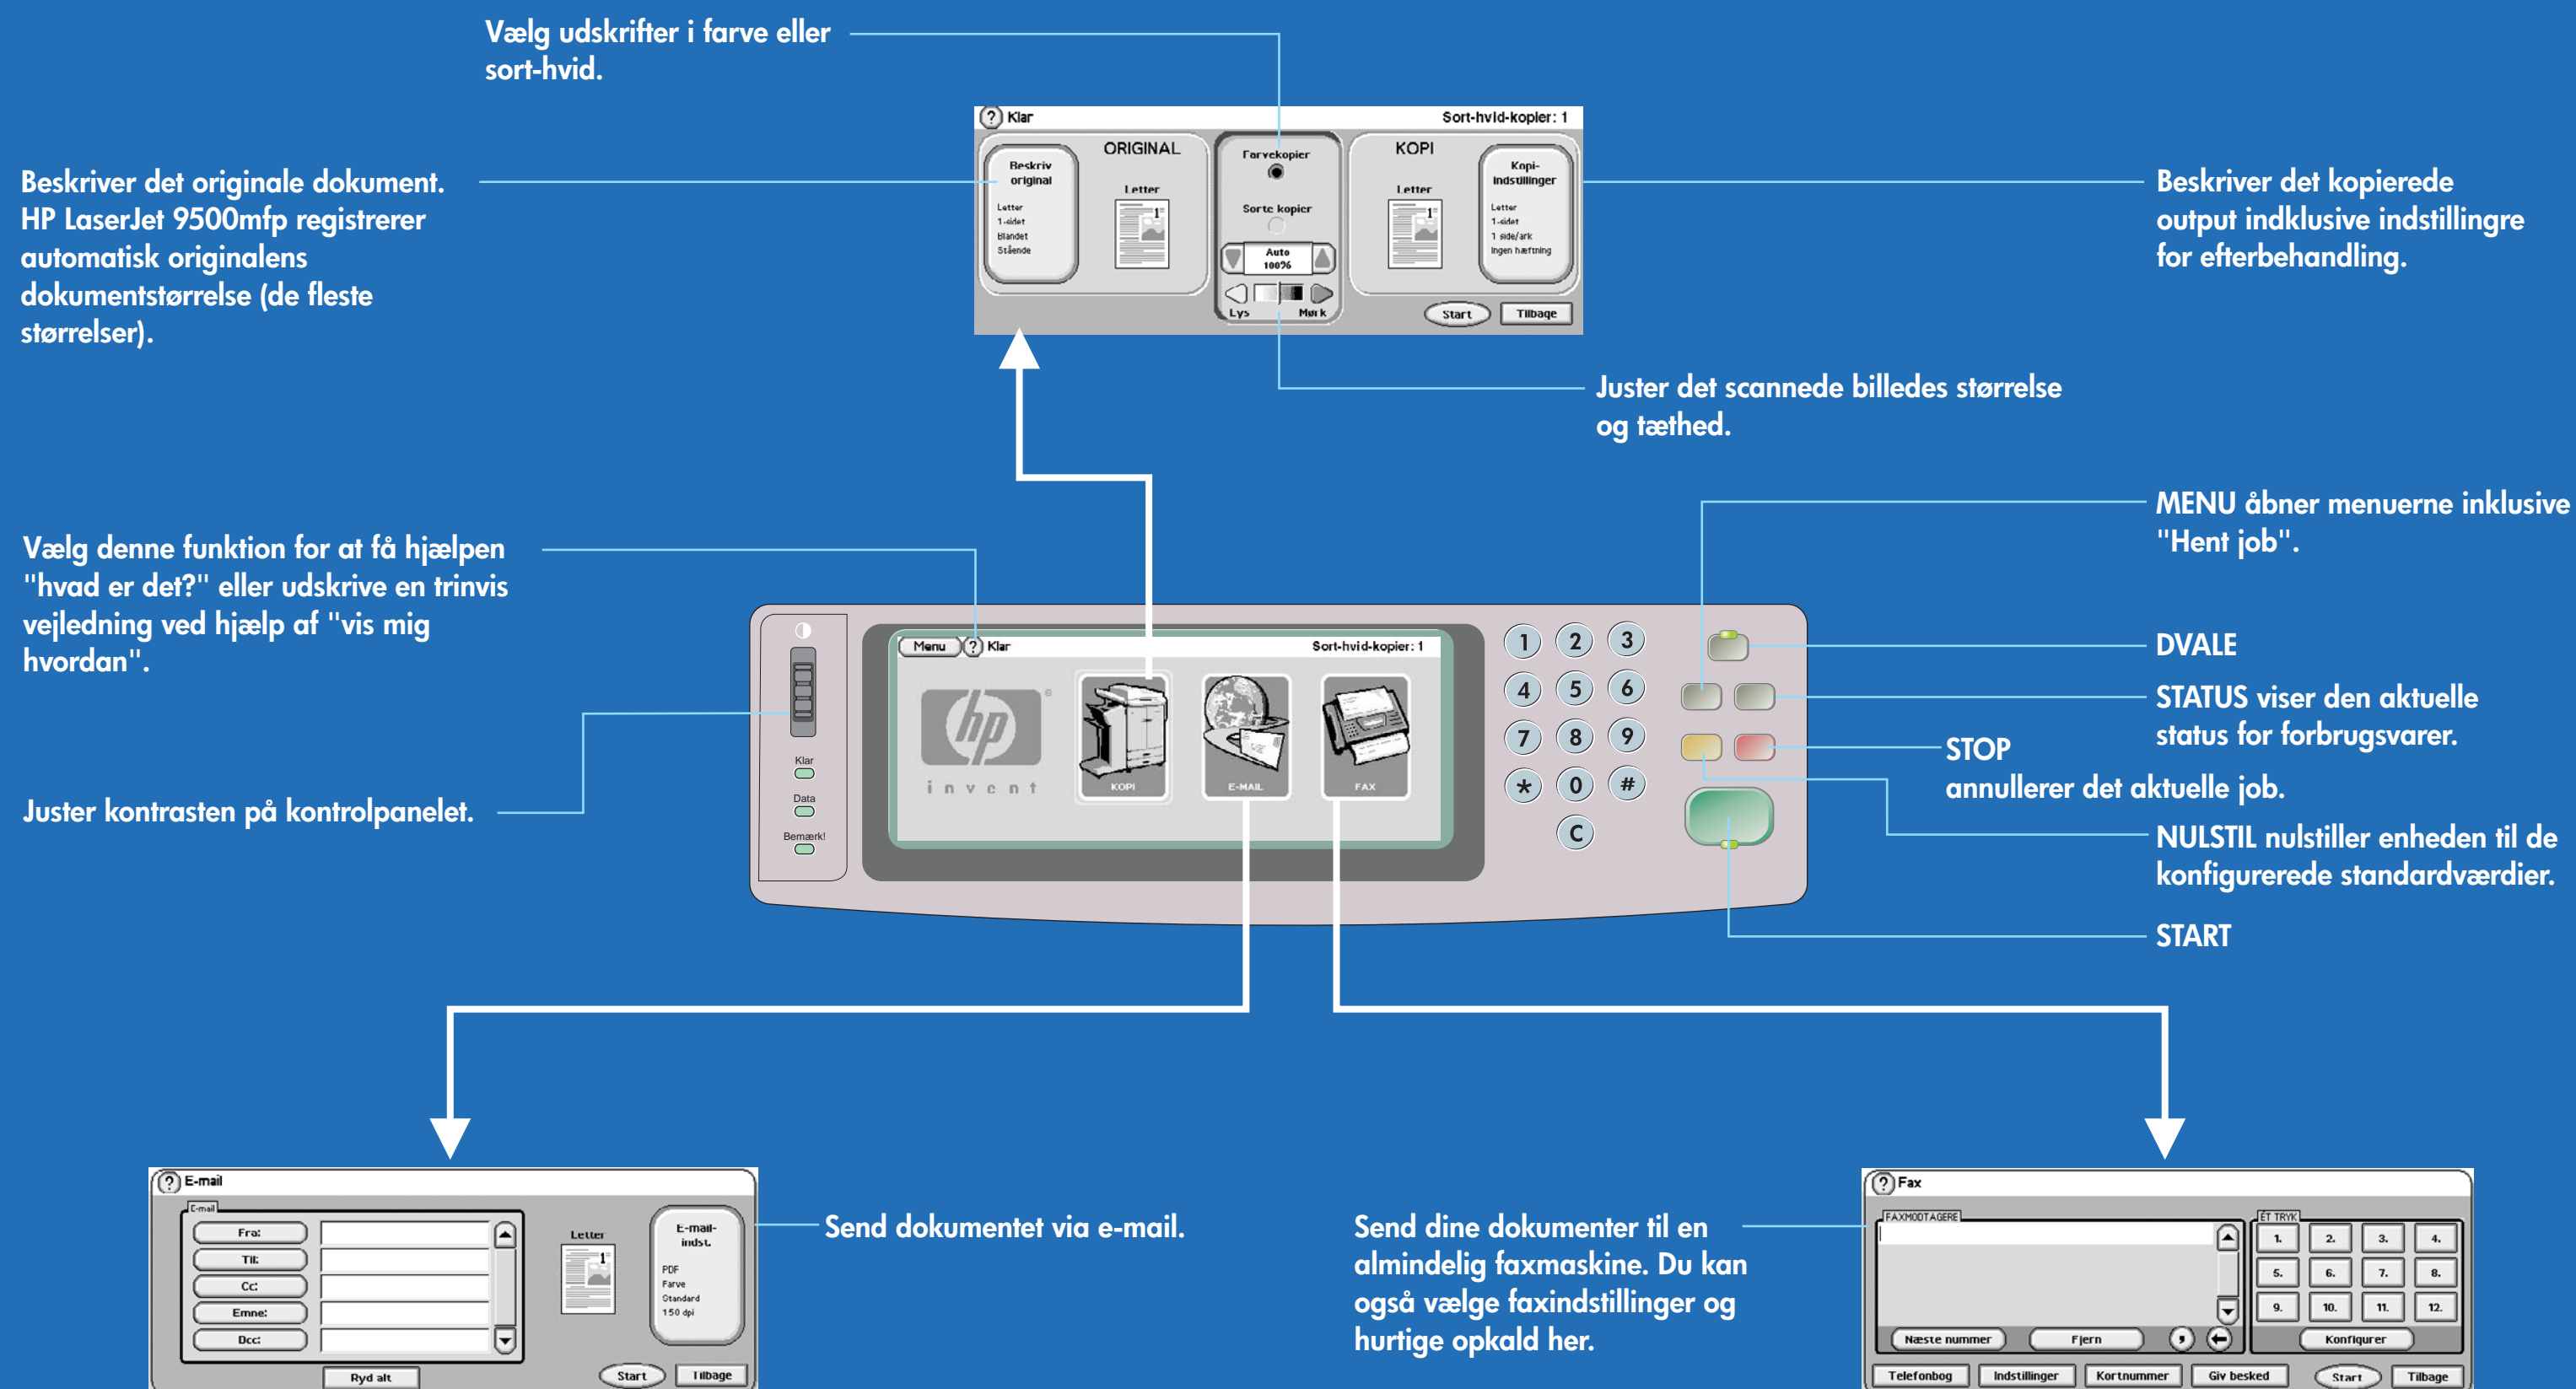 Vælg udskrifter i farve eller
sort-hvid.
? Klar
Sort-hvid-kopier: 1
Beskriv
original
Letter
1-sidet
Blandet
Stående
ORIGINAL
Letter
1
Farvekopier
Sorte kopier
Auto
100%
Lys
Mørk
KOPI
Letter
1
Kopi-
indstillinger
Letter
1-sidet
1 side/ark
Ingen hæftning
Start
Tilbage
Beskriver det originale dokument.
HP LaserJet 9500mfp registrerer
automatisk originalens
dokumentstørrelse (de fleste
størrelser).
Beskriver det kopierede
output indklusive indstillingre
for efterbehandling.
Juster det scannede billedes størrelse
og tæthed.
Vælg denne funktion for at få hjælpen
"hvad er det?" eller udskrive en trinvis
vejledning ved hjælp af "vis mig
hvordan".
Juster kontrasten på kontrolpanelet.
Klar
Data
Bemærk!
Menu
? Klar
Sort-hvid-kopier: 1
hp
®
invent
KOPI
E-MAIL
FAX
1 2 3
4 5 6
7 8 9
* 0 #
C
MENU åbner menuerne inklusive
"Hent job".
DVALE
STATUS viser den aktuelle
status for forbrugsvarer.
STOP
annullerer det aktuelle job.
NULSTIL nulstiller enheden til de
konfigurerede standardværdier.
START
? E-mail
E-mail
Fra:
Til:
Cc:
Emne:
Bcc:
Ryd alt
Letter
1
E-mail-
indst.
PDF
Farve
Standard
150 dpi
Start
Tilbage
Send dokumentet via e-mail.
Send dine dokumenter til en
almindelig faxmaskine. Du kan
også vælge faxindstillinger og
hurtige opkald her.
? Fax
FAXMODTAGERE
Næste nummer
Fjern
,
ÉT TRYK
1. 2. 3. 4.
5. 6. 7. 8.
9. 10. 11. 12.
Konfigurer
Telefonbog
Indstillinger
Kortnummer
Giv besked
Start
Tilbage